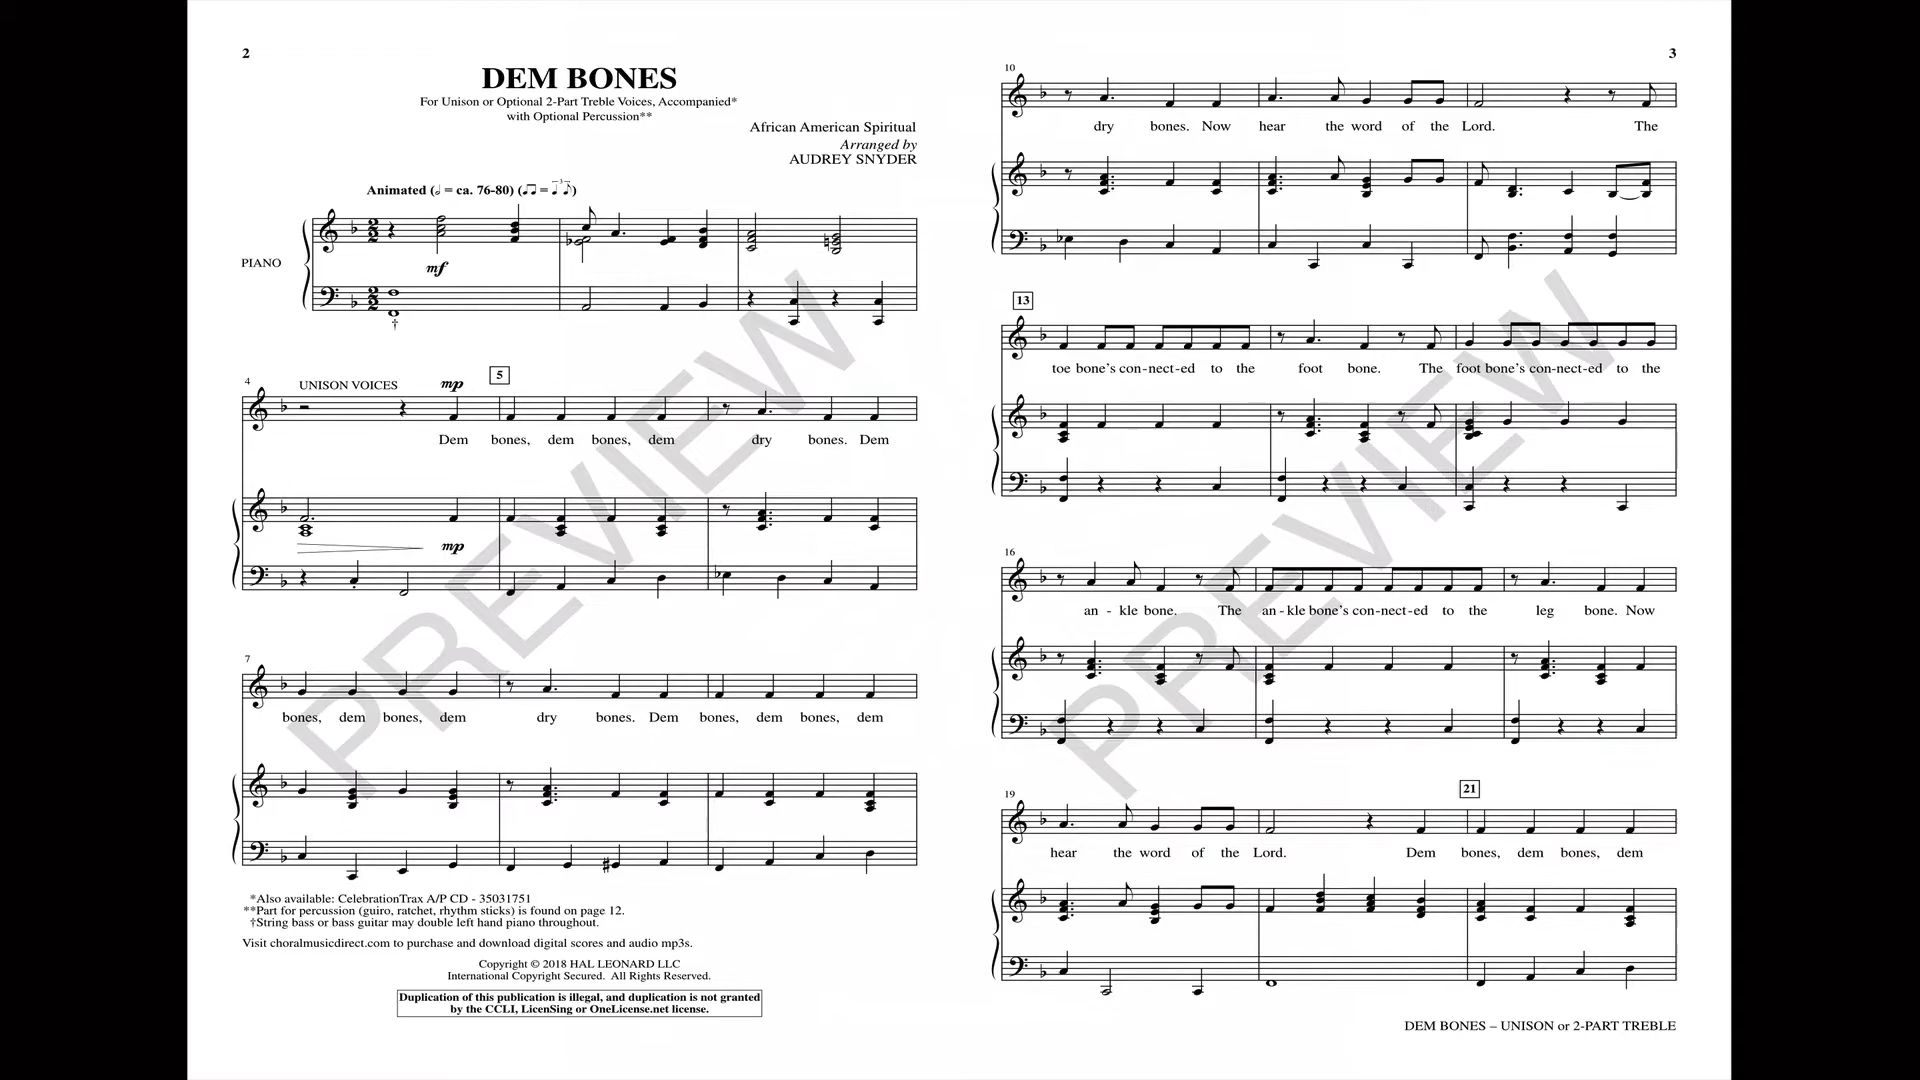 2
DEM BONES
For Unison or Optional 2-Part Treble Voices, Accompanied*
with Optional Percussion**
African American Spiritual
Arranged by
AUDREY SNYDER
Animated (𝅗𝅥 = ca. 76-80) (♫ = ♩ ♪)
3
PIANO
mf
†
4
UNISON VOICES
mp
5
Dem bones, dem bones, dem dry bones. Dem
mp
7
bones, dem bones, dem dry bones. Dem bones, dem bones, dem
*Also available: CelebrationTrax A/P CD - 35031751
**Part for percussion (guiro, ratchet, rhythm sticks) is found on page 12.
†String bass or bass guitar may double left hand piano throughout.
Visit choralmusicdirect.com to purchase and download digital scores and audio mp3s.
Copyright © 2018 HAL LEONARD LLC
International Copyright Secured. All Rights Reserved.
Duplication of this publication is illegal, and duplication is not granted
by the CCLI, LicenSing or OneLicense.net license.
PREVIEW
3
10
dry bones. Now hear the word of the Lord. The
13
toe bone's con-nect-ed to the foot bone. The foot bone's con-nect-ed to the
16
an - kle bone. The an - kle bone's con-nect-ed to the leg bone. Now
19
21
hear the word of the Lord. Dem bones, dem bones, dem
DEM BONES – UNISON or 2-PART TREBLE
PREVIEW